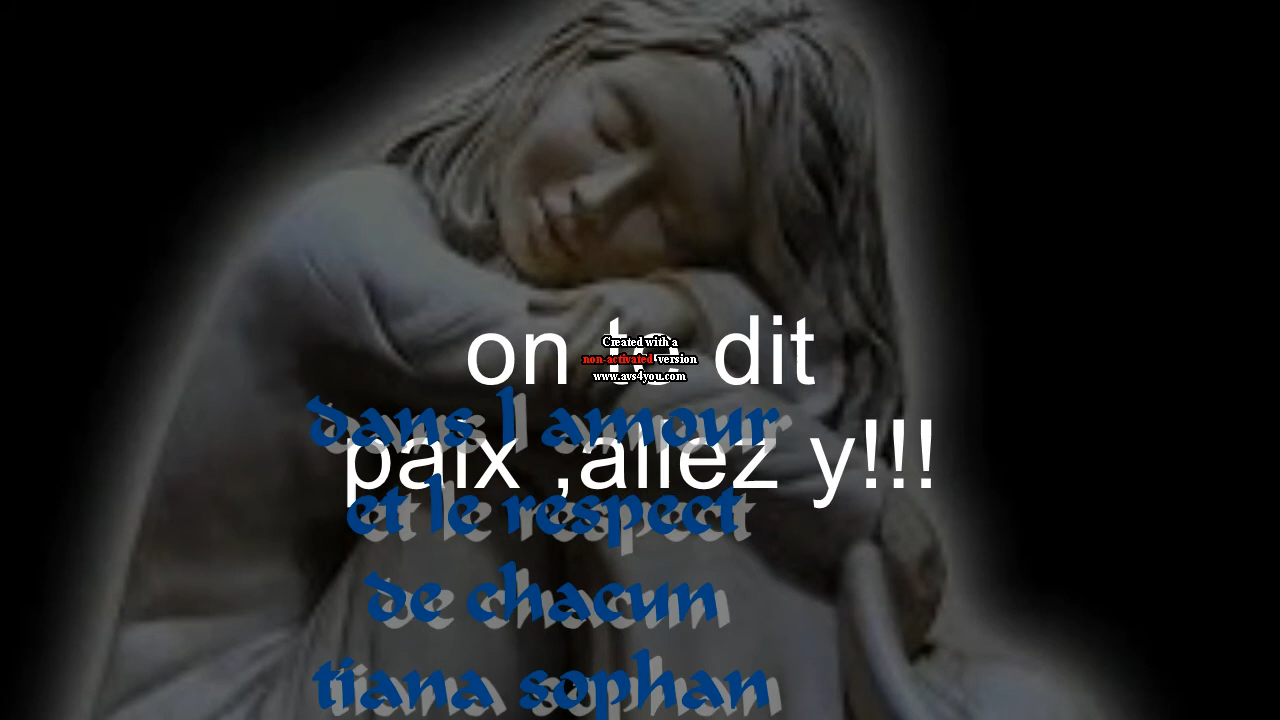 on te dit
Created with a
non-activated version
www.avs4you.com
dans l amour
paix ,allez y!!!
et le respect
de chacun
tiana sophan